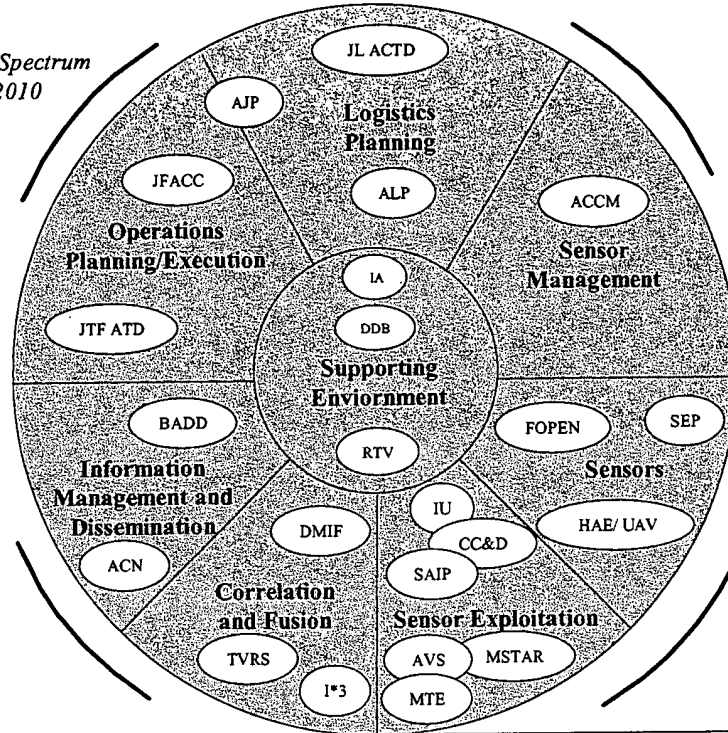 Spectrum
2010
JL ACTD
AJP
Logistics
Planning
JFACC
ALP
ACCM
Operations
Planning/Execution
Sensor
Management
IA
JTF ATD
DDB
Supporting
Enviornment
BADD
FOPEN
SEP
RTV
Information
Management and
Dissemination
Sensors
IU
HAE/ UAV
DMIF
CC&D
ACN
SAIP
Correlation
and Fusion
Sensor Exploitation
TVRS
AVS
MSTAR
I*3
MTE